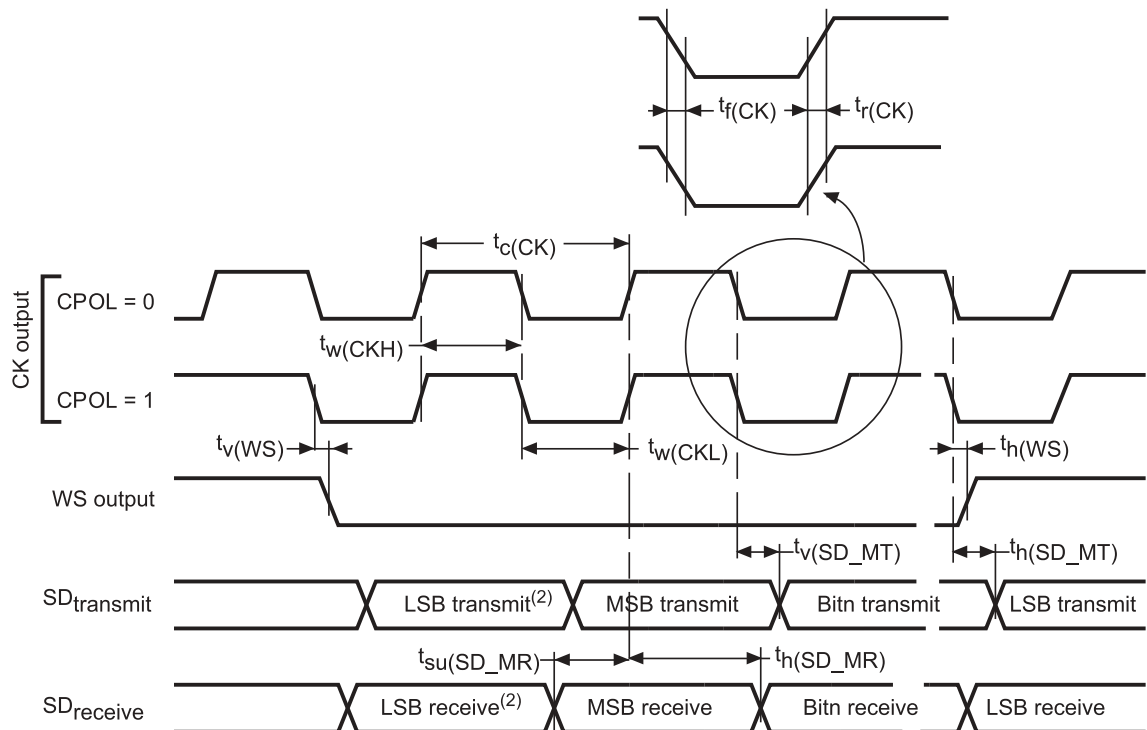 tf(CK)
tr(CK)
tc(CK)
CK output
CPOL = 0
tw(CKH)
CPOL = 1
tv(WS)
tw(CKL)
th(WS)
WS output
tv(SD_MT)
th(SD_MT)
SDtransmit
LSB transmit(2)
MSB transmit
Bitn transmit
LSB transmit
tsu(SD_MR)
th(SD_MR)
SDreceive
LSB receive(2)
MSB receive
Bitn receive
LSB receive